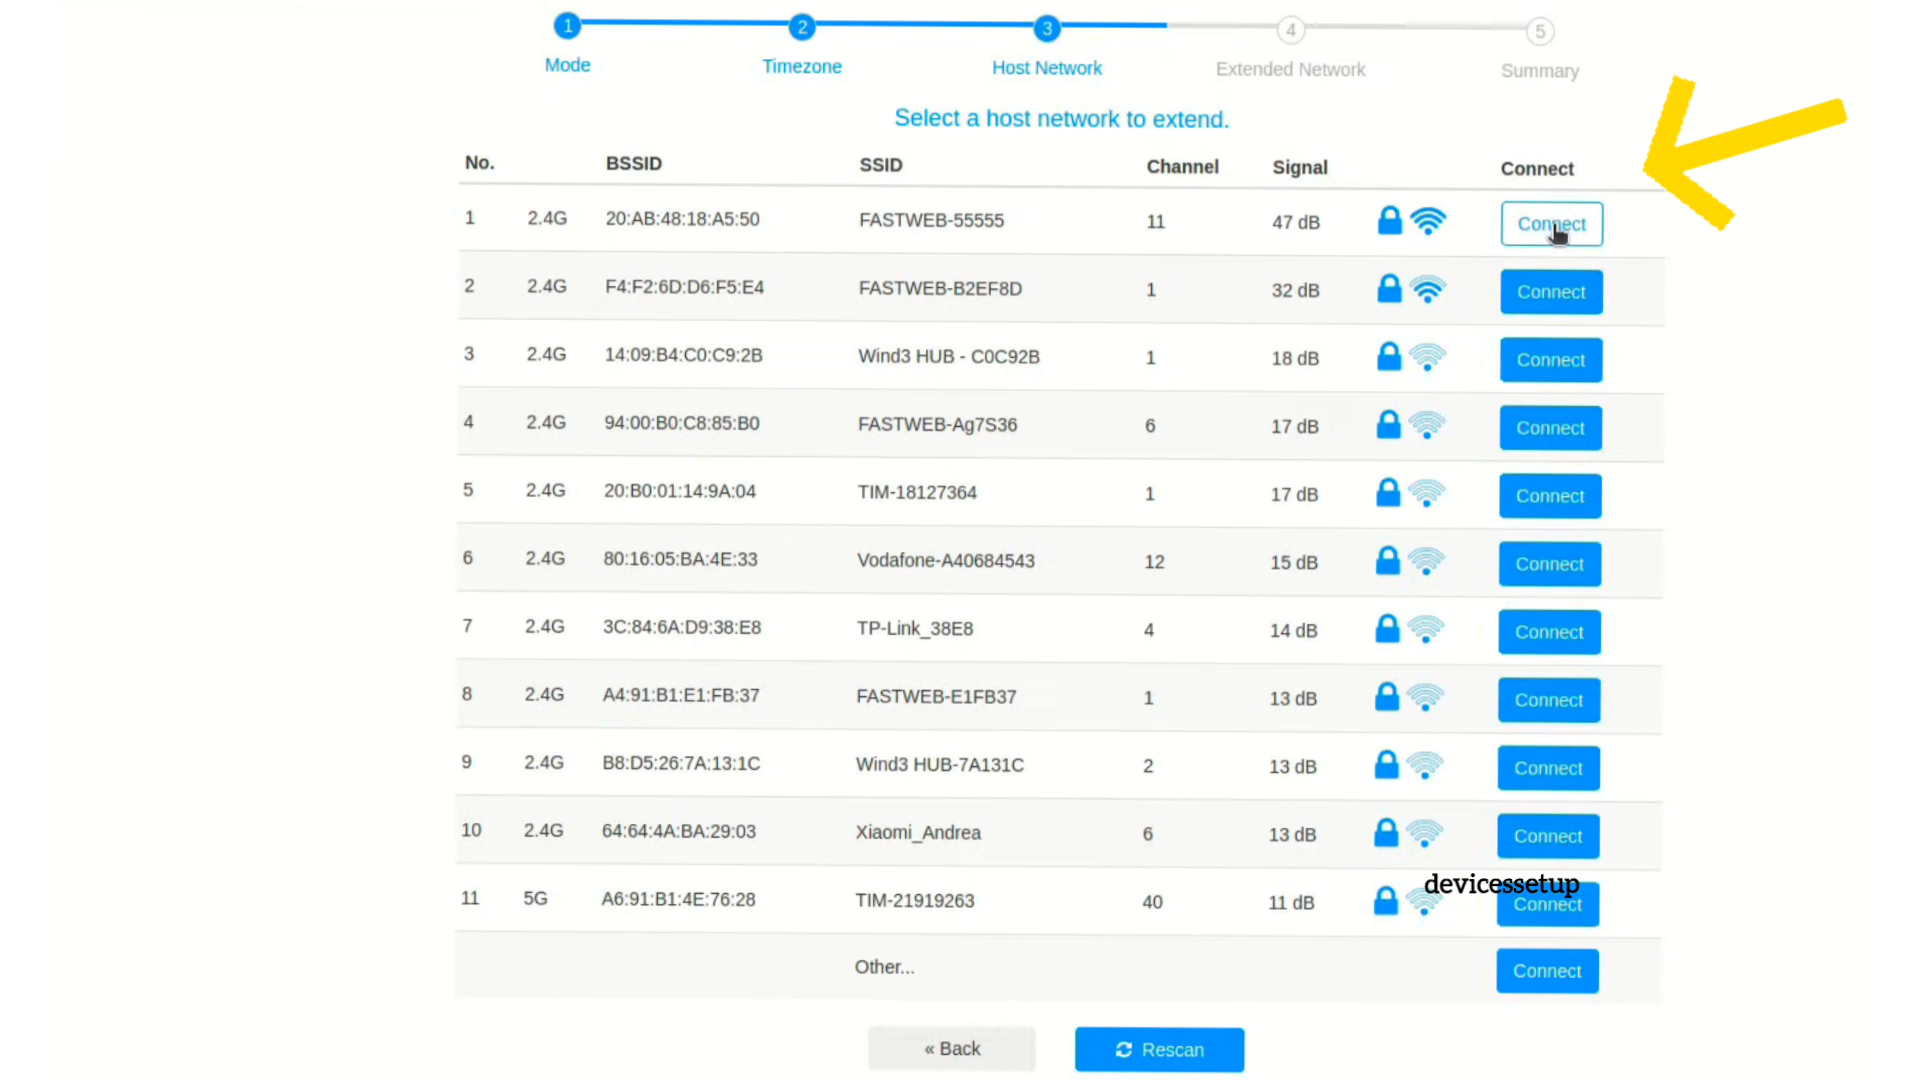 1 2 3 4 5
Mode Timezone Host Network Extended Network Summary
Select a host network to extend.
No. BSSID SSID Channel Signal Connect
1 2.4G 20:AB:48:18:A5:50 FASTWEB-55555 11 47 dB Connect
2 2.4G F4:F2:6D:D6:F5:E4 FASTWEB-B2EF8D 1 32 dB Connect
3 2.4G 14:09:B4:C0:C9:2B Wind3 HUB - C0C92B 1 18 dB Connect
4 2.4G 94:00:B0:C8:85:B0 FASTWEB-Ag7S36 6 17 dB Connect
5 2.4G 20:B0:01:14:9A:04 TIM-18127364 1 17 dB Connect
6 2.4G 80:16:05:BA:4E:33 Vodafone-A40684543 12 15 dB Connect
7 2.4G 3C:84:6A:D9:38:E8 TP-Link_38E8 4 14 dB Connect
8 2.4G A4:91:B1:E1:FB:37 FASTWEB-E1FB37 1 13 dB Connect
9 2.4G B8:D5:26:7A:13:1C Wind3 HUB-7A131C 2 13 dB Connect
10 2.4G 64:64:4A:BA:29:03 Xiaomi_Andrea 6 13 dB Connect
devicessetup
11 5G A6:91:B1:4E:76:28 TIM-21919263 40 11 dB Connect
Other... Connect
« Back Rescan